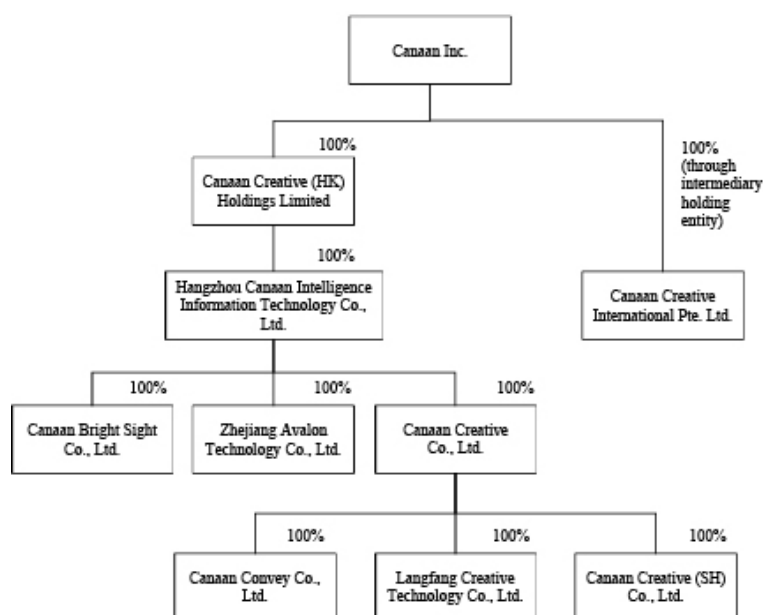 Canaan Inc.
100%
100%
(through
intermediary
holding
entity)
Canaan Creative (HK)
Holdings Limited
100%
Hangzhou Canaan Intelligence
Information Technology Co.,
Ltd.
Canaan Creative
International Pte. Ltd.
100%
100%
100%
Canaan Bright Sight
Co., Ltd.
Zhejiang Avalon
Technology Co., Ltd.
Canaan Creative
Co., Ltd.
100%
100%
100%
Canaan Convey Co.,
Ltd.
Langfang Creative
Technology Co., Ltd.
Canaan Creative (SH)
Co., Ltd.